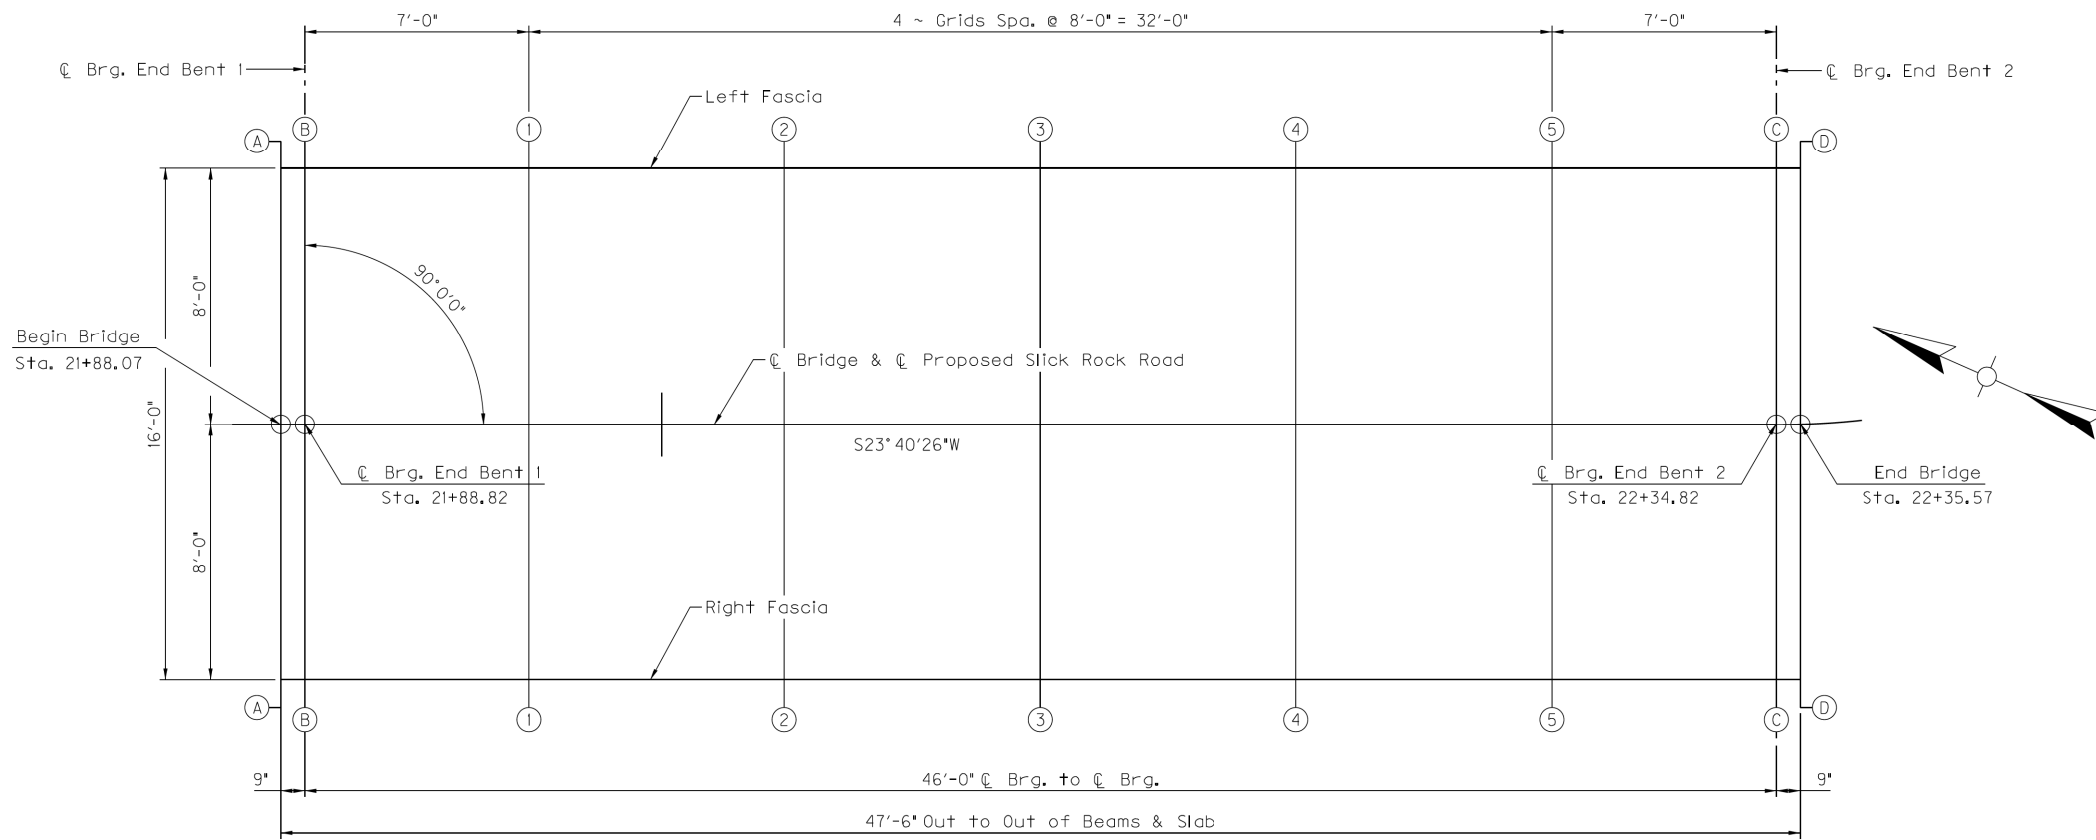 7'-0"
4 ~ Grids Spa. @ 8'-0" = 32'-0"
7'-0"
℄ Brg. End Bent 1
℄ Brg. End Bent 2
Left Fascia
A
B
1
2
3
4
5
C
D
90°0'0"
8'-0"
Begin Bridge
Sta. 21+88.07
℄ Bridge & ℄ Proposed Slick Rock Road
16'-0"
S23°40'26"W
℄ Brg. End Bent 1
Sta. 21+88.82
℄ Brg. End Bent 2
Sta. 22+34.82
End Bridge
Sta. 22+35.57
8'-0"
Right Fascia
A
B
1
2
3
4
5
C
D
9"
46'-0" ℄ Brg. to ℄ Brg.
9"
47'-6" Out to Out of Beams & Slab